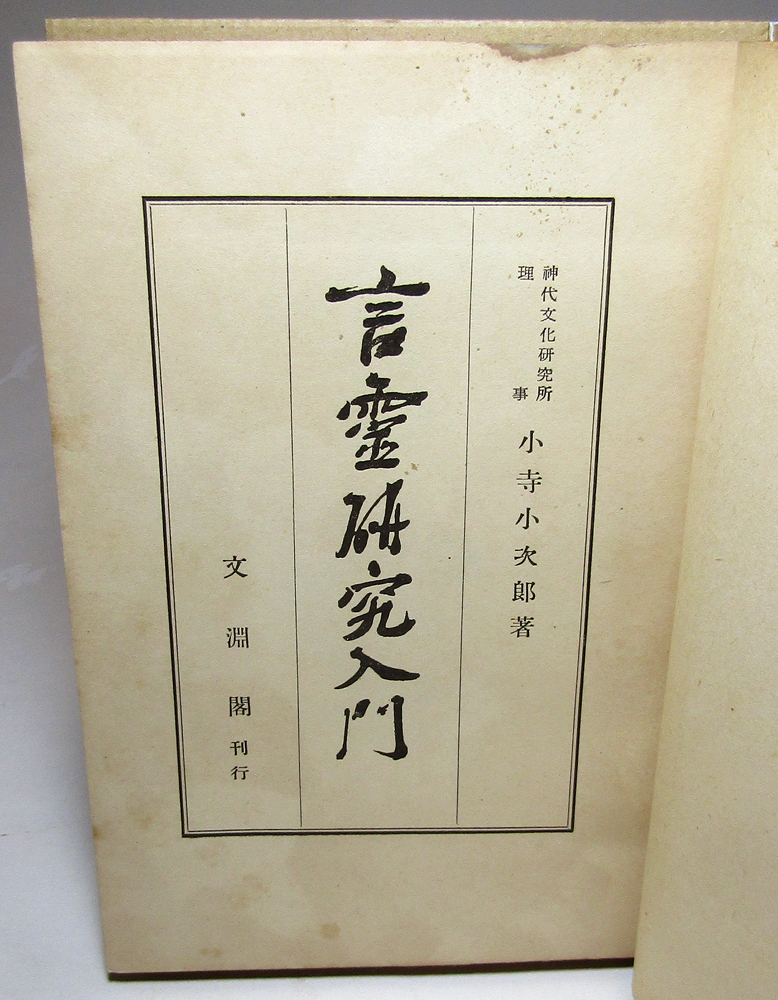 神代文化研究所
理事
小寺小次郎著
言霊研究入門
文淵閣刊行